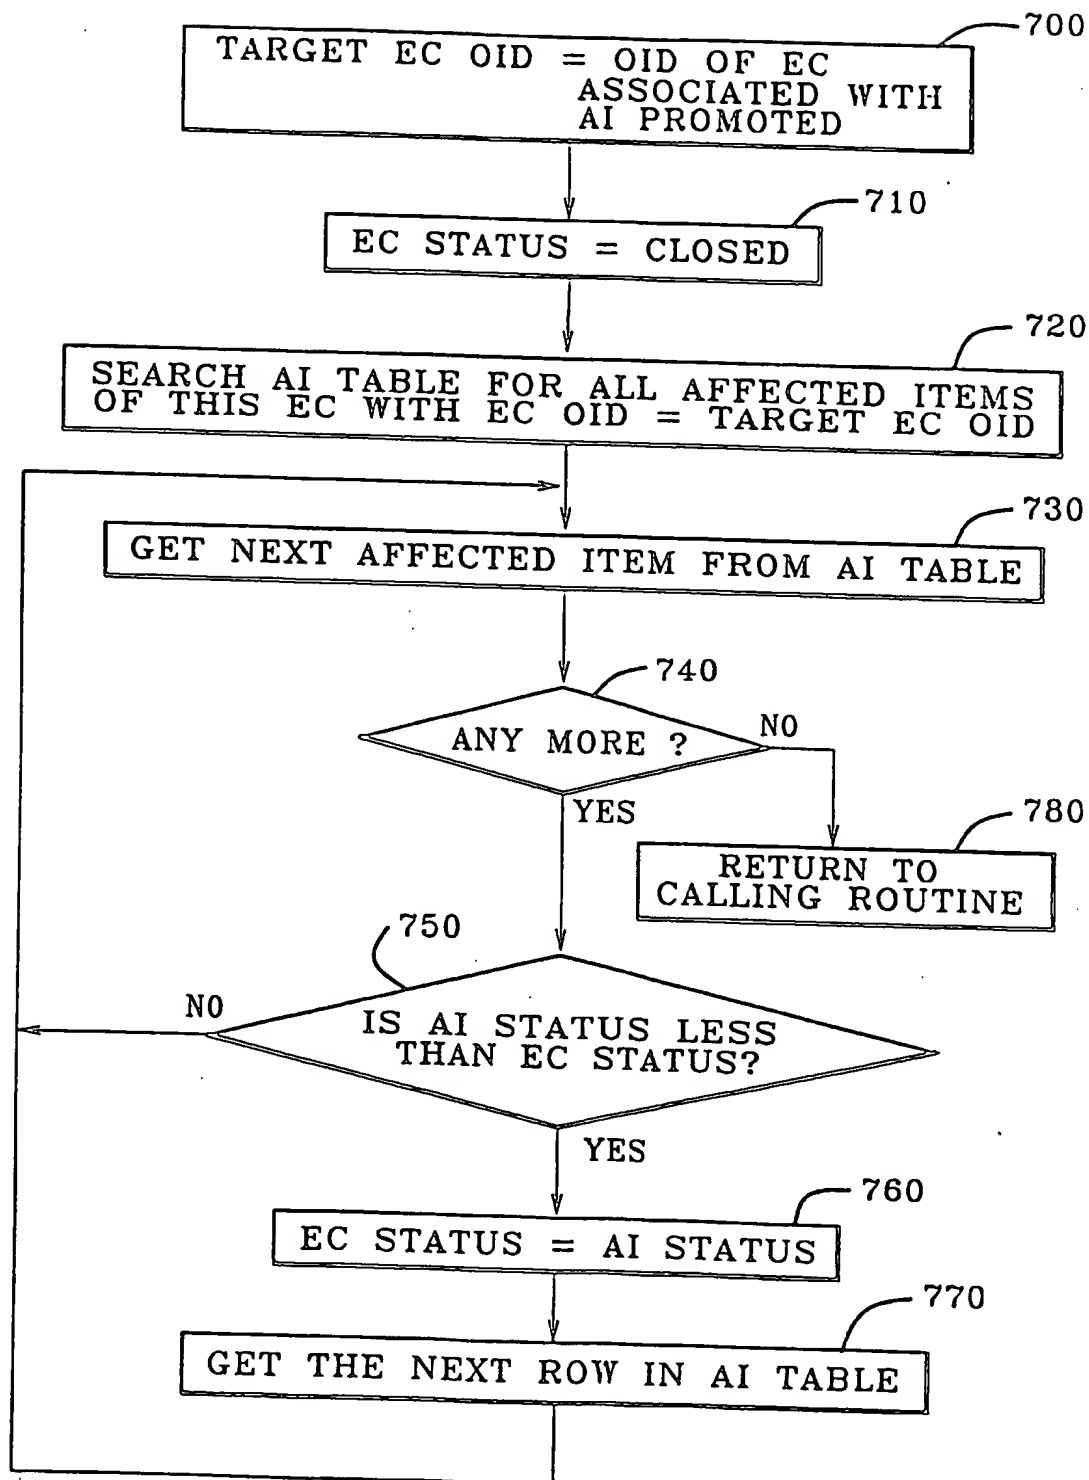 700
TARGET EC OID = OID OF EC
ASSOCIATED WITH
AI PROMOTED
710
EC STATUS = CLOSED
720
SEARCH AI TABLE FOR ALL AFFECTED ITEMS
OF THIS EC WITH EC OID = TARGET EC OID
730
GET NEXT AFFECTED ITEM FROM AI TABLE
740
ANY MORE ?
NO
YES
780
RETURN TO
CALLING ROUTINE
750
NO
IS AI STATUS LESS
THAN EC STATUS?
YES
760
EC STATUS = AI STATUS
770
GET THE NEXT ROW IN AI TABLE